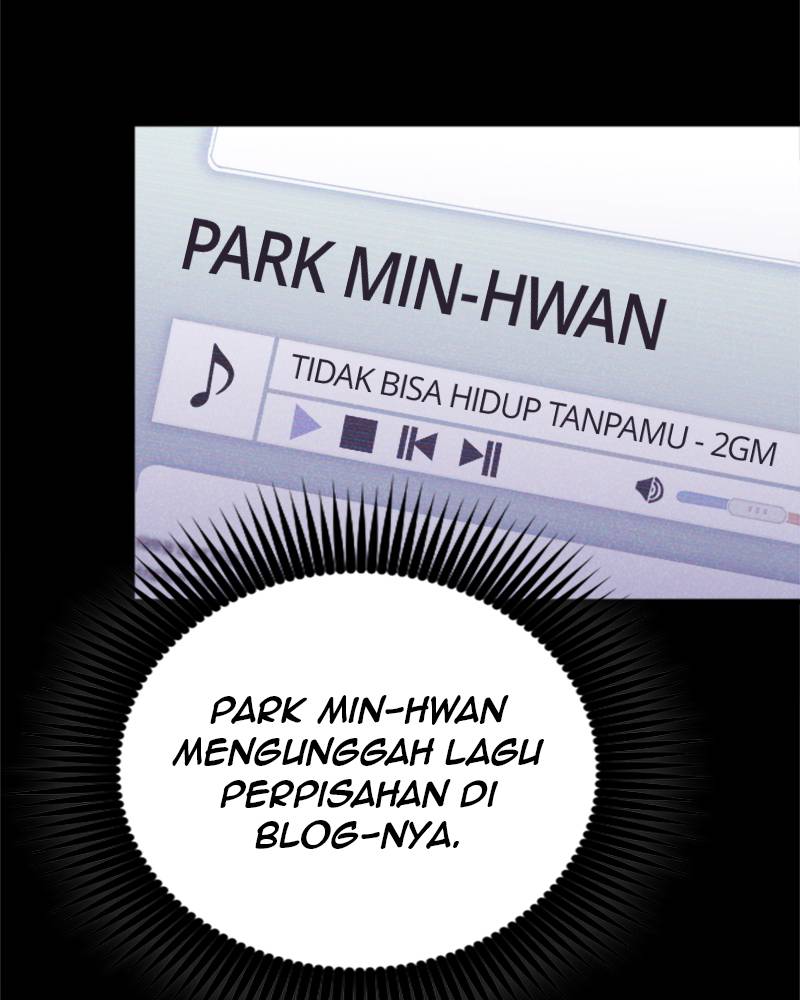 PARK MIN-HWAN
TIDAK BISA HIDUP TANPAMU - 2GM
PARK MIN-HWAN
MENGUNGGAH LAGU
PERPISAHAN DI
BLOG-NYA.